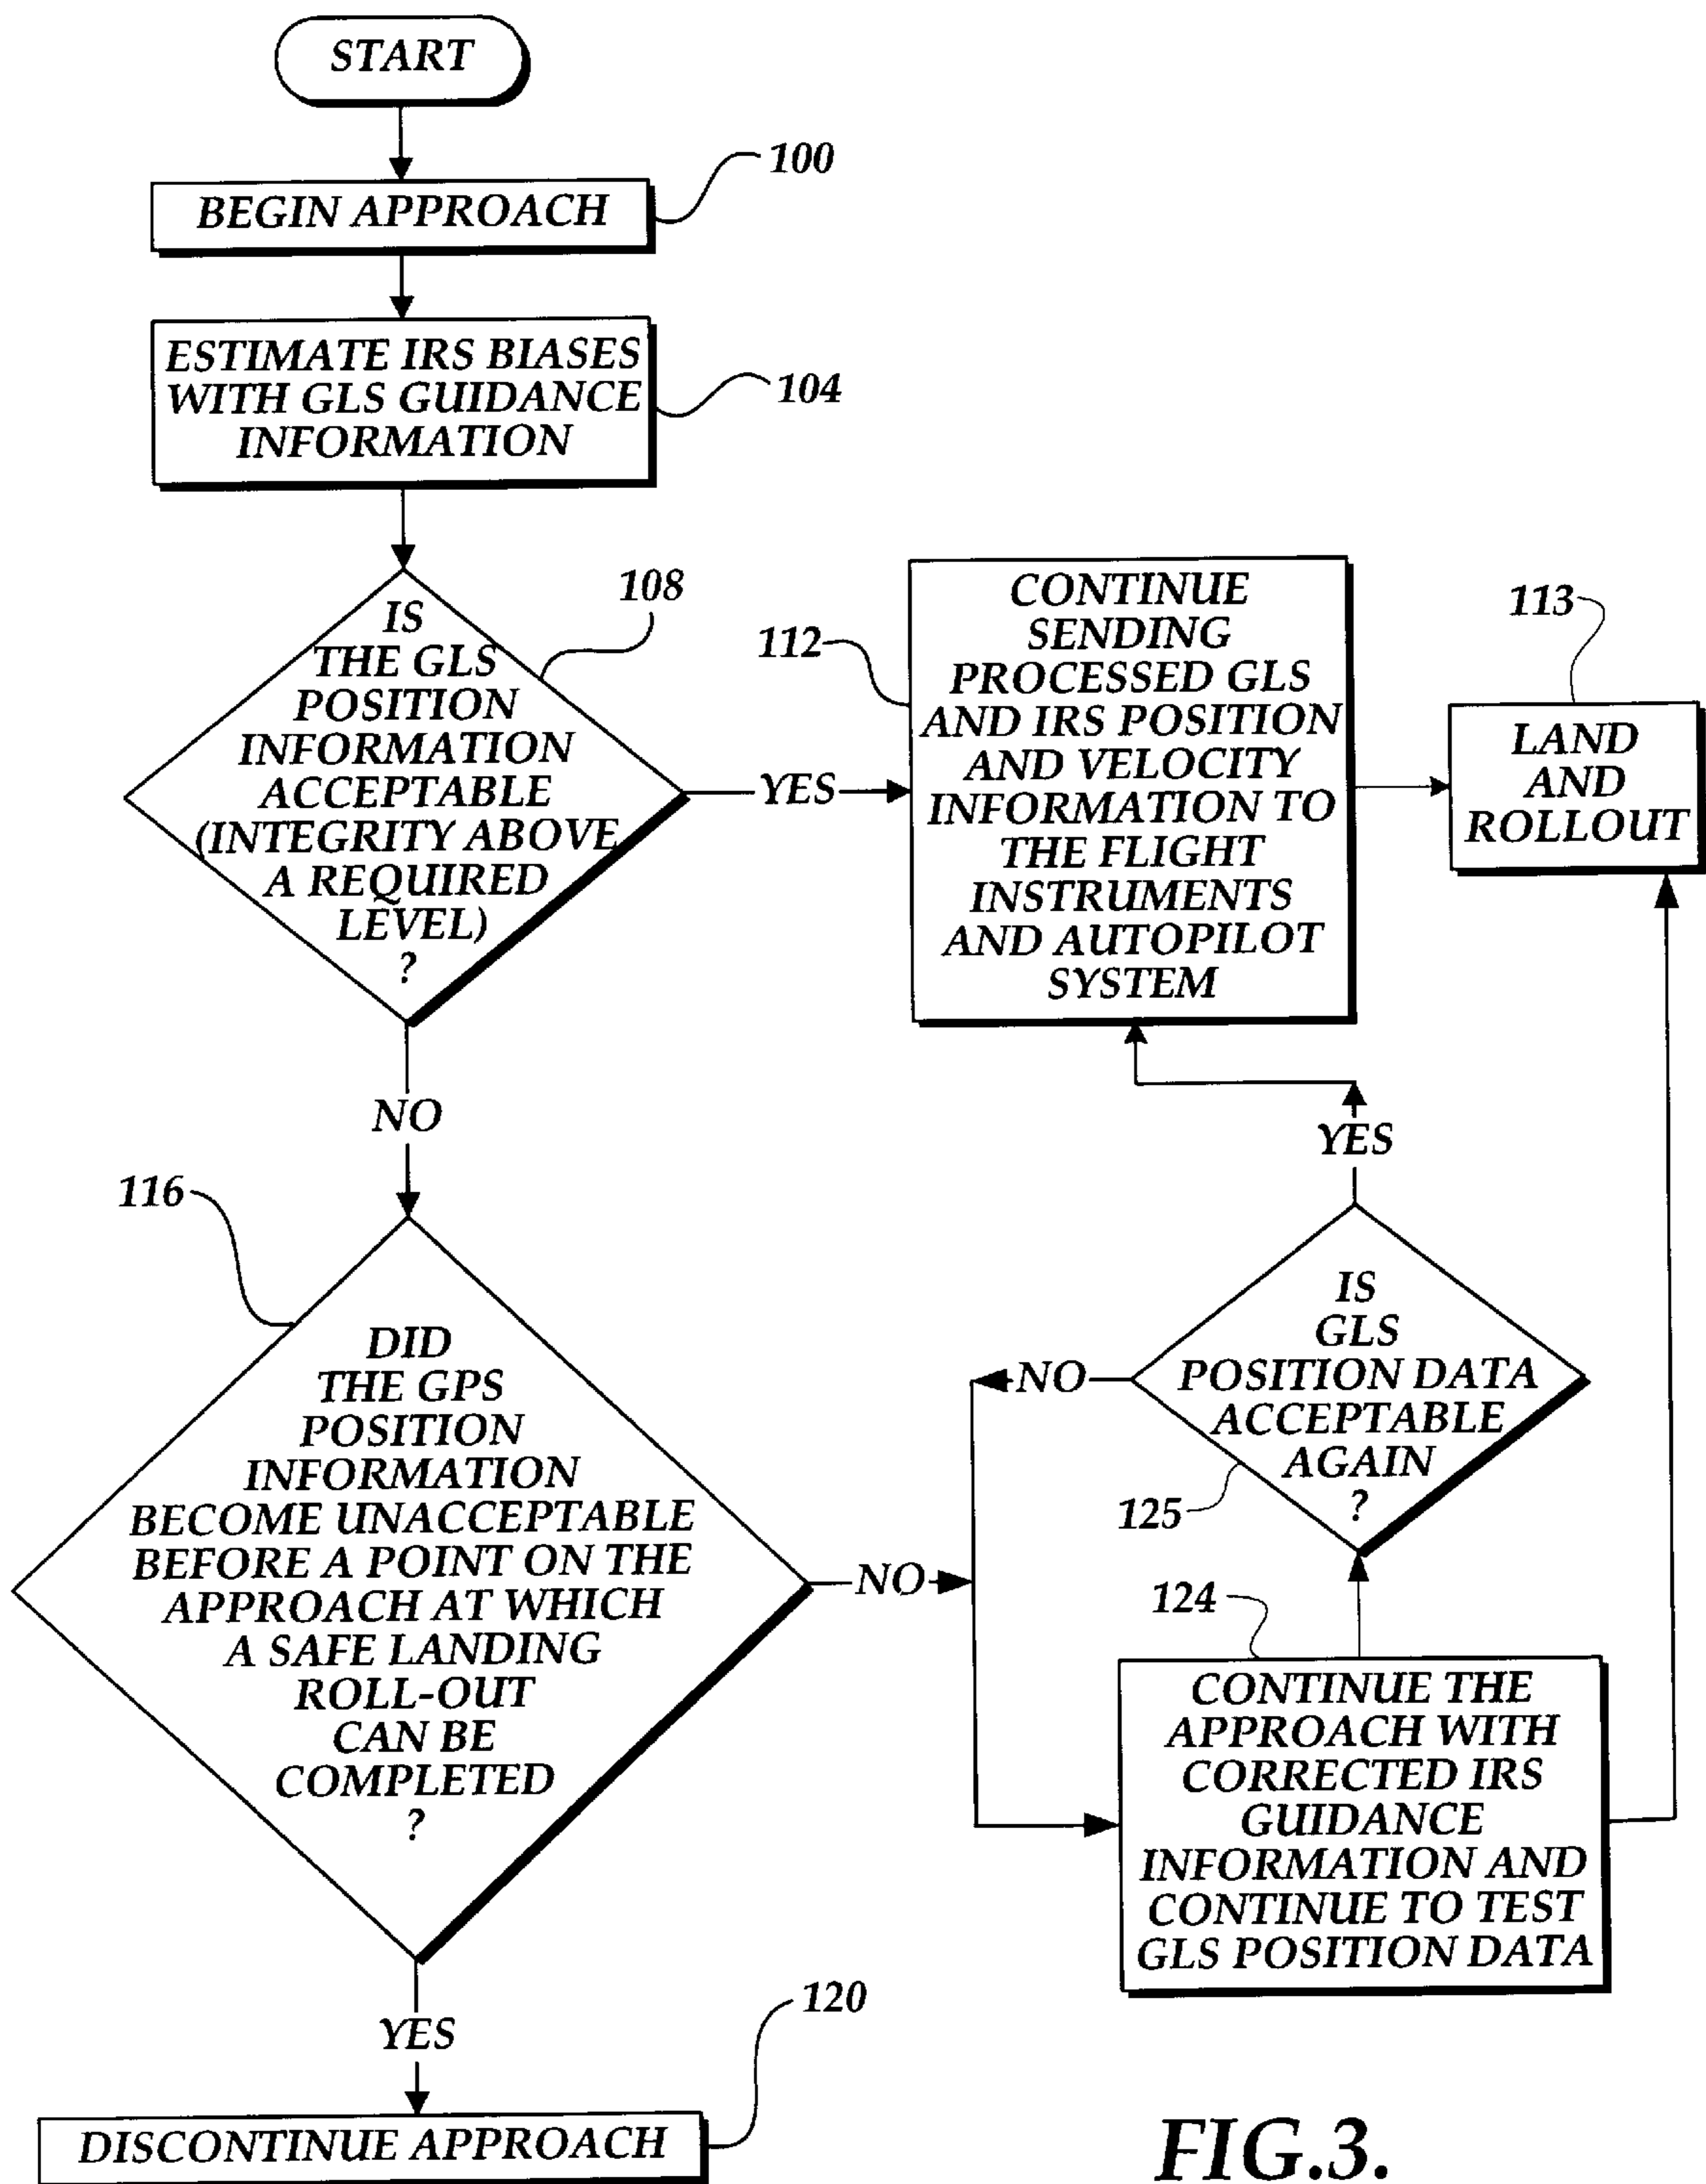 START
100
BEGIN APPROACH
ESTIMATE IRS BIASES
WITH GLS GUIDANCE
INFORMATION
104
108
IS
THE GLS
POSITION
INFORMATION
ACCEPTABLE
(INTEGRITY ABOVE
A REQUIRED
LEVEL)
?
YES
112
CONTINUE
SENDING
PROCESSED GLS
AND IRS POSITION
AND VELOCITY
INFORMATION TO
THE FLIGHT
INSTRUMENTS
AND AUTOPILOT
SYSTEM
113
LAND
AND
ROLLOUT
NO
116
DID
THE GPS
POSITION
INFORMATION
BECOME UNACCEPTABLE
BEFORE A POINT ON THE
APPROACH AT WHICH
A SAFE LANDING
ROLL-OUT
CAN BE
COMPLETED
?
NO
YES
IS
GLS
POSITION DATA
ACCEPTABLE
AGAIN
?
NO
125
124
CONTINUE THE
APPROACH WITH
CORRECTED IRS
GUIDANCE
INFORMATION AND
CONTINUE TO TEST
GLS POSITION DATA
YES
120
DISCONTINUE APPROACH
FIG.3.